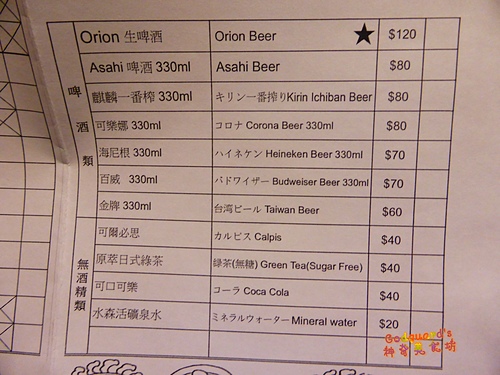 啤酒類
Orion 生啤酒 Orion Beer ★ $120
Asahi 啤酒 330ml Asahi Beer $80
麒麟一番榨 330ml キリン一番搾りKirin Ichiban Beer $80
可樂娜 330ml コロナ Corona Beer 330ml $80
海尼根 330ml ハイネケン Heineken Beer 330ml $70
百威 330ml バドワイザー Budweiser Beer 330ml $70
金牌 330ml 台湾ビール Taiwan Beer $60
無酒精類
可爾必思 カルピス Calpis $40
原萃日式綠茶 緑茶(無糖) Green Tea(Sugar Free) $40
可口可樂 コーラ Coca Cola $40
水森活礦泉水 ミネラルウォーター Mineral water $20